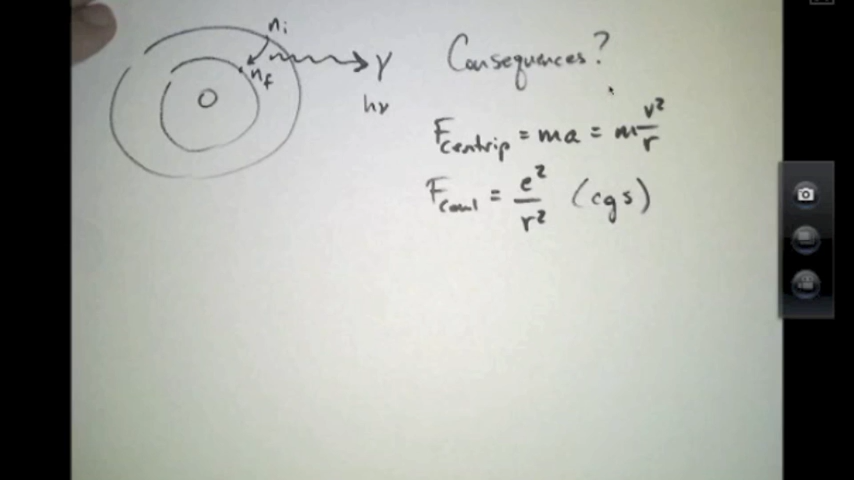 n_i
n_f
γ
hν
Consequences?
F_centrip = ma = m v²/r
F_coul = e²/r² (cgs)